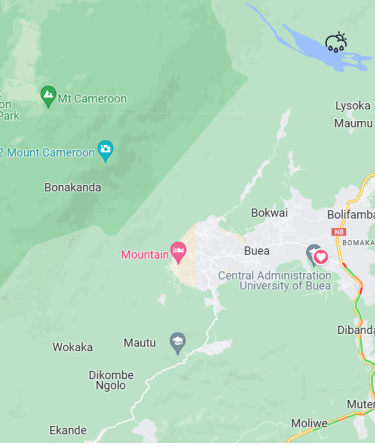 Mt Cameroon
on
Park
Lysoka
Maumu
2 Mount Cameroon
Bonakanda
Bokwai
Bolifamba
N8
BOMAKA
Mountain
Buea
Central Administration
University of Buea
Dibanda
Mautu
Wokaka
Dikombe
Ngolo
Muter
Moliwe
Ekande